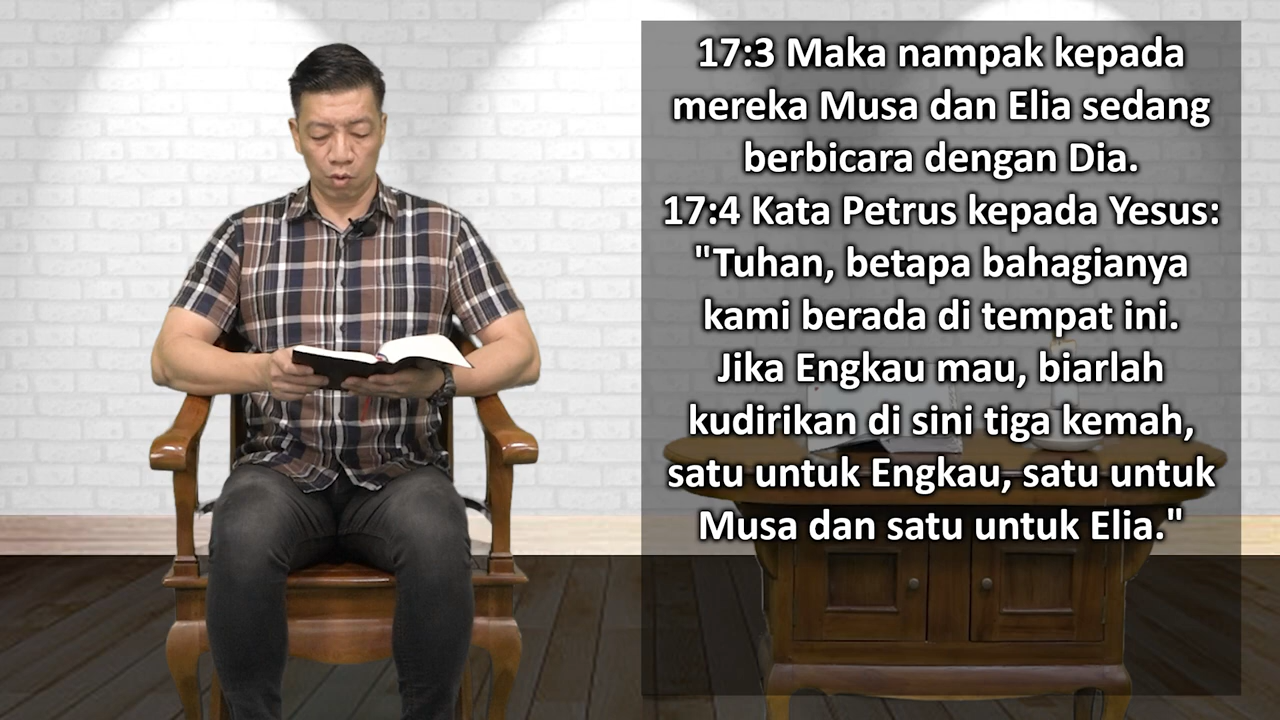 17:3 Maka nampak kepada
mereka Musa dan Elia sedang
berbicara dengan Dia.
17:4 Kata Petrus kepada Yesus:
"Tuhan, betapa bahagianya
kami berada di tempat ini.
Jika Engkau mau, biarlah
kudirikan di sini tiga kemah,
satu untuk Engkau, satu untuk
Musa dan satu untuk Elia."